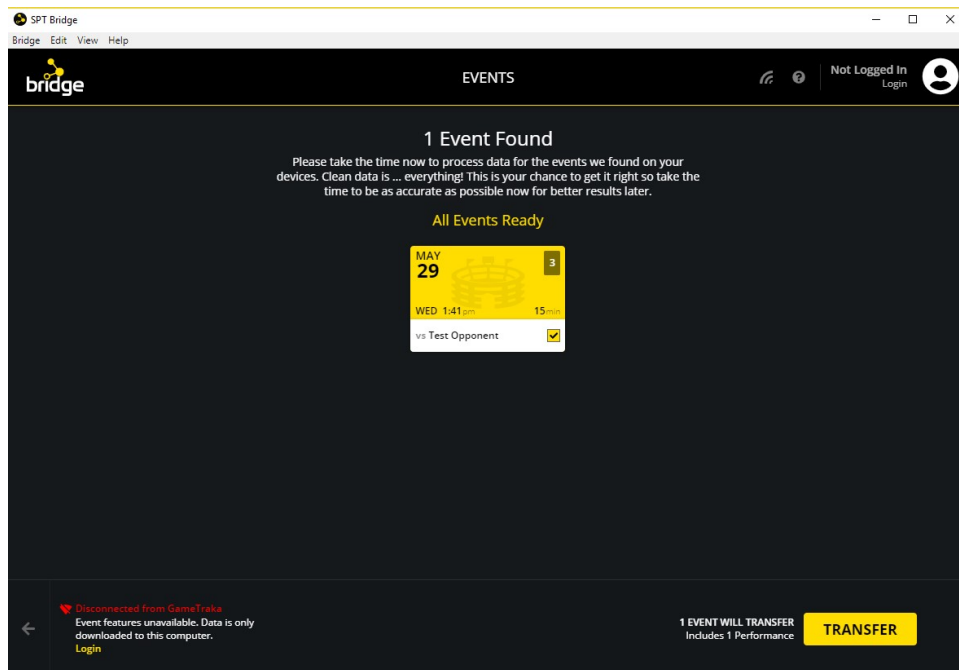 SPT Bridge
Bridge Edit View Help
bridge
EVENTS
Not Logged In
Login
1 Event Found
Please take the time now to process data for the events we found on your
devices. Clean data is ... everything! This is your chance to get it right so take the
time to be as accurate as possible now for better results later.
All Events Ready
MAY
29
3
WED 1:41pm
15min
vs Test Opponent
Disconnected from GameTraka
Event features unavailable. Data is only
downloaded to this computer.
Login
1 EVENT WILL TRANSFER
Includes 1 Performance
TRANSFER